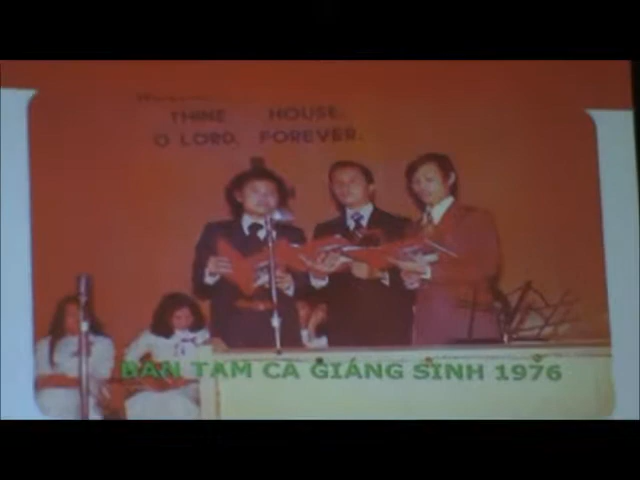 THINE HOUSE,
O LORD, FOREVER.
BAN TAM CA GIÁNG SINH 1976